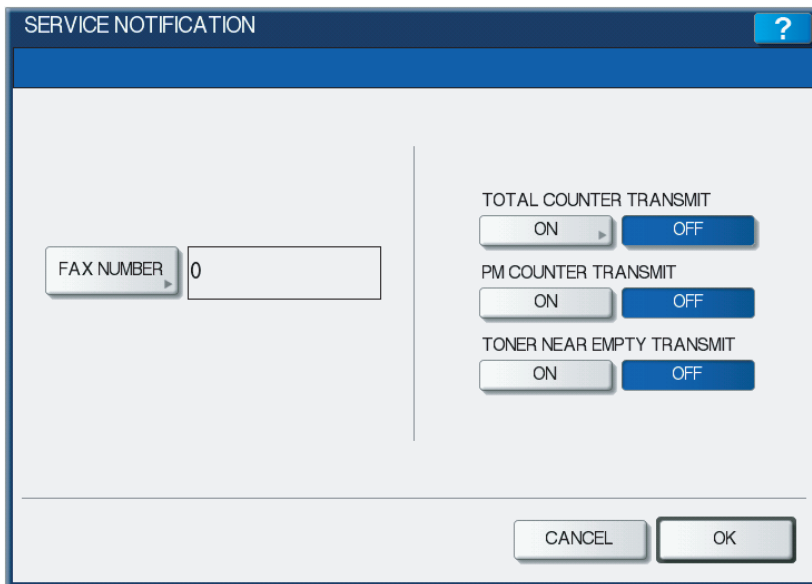 SERVICE NOTIFICATION
?
FAX NUMBER
0
TOTAL COUNTER TRANSMIT
ON OFF
PM COUNTER TRANSMIT
ON OFF
TONER NEAR EMPTY TRANSMIT
ON OFF
CANCEL OK